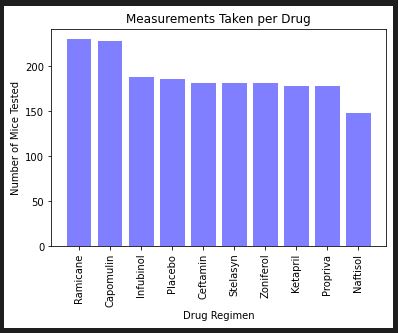 Measurements Taken per Drug
Number of Mice Tested
200
150
100
50
0
Ramicane
Capomulin
Infubinol
Placebo
Ceftamin
Stelasyn
Zoniferol
Ketapril
Propriva
Naftisol
Drug Regimen